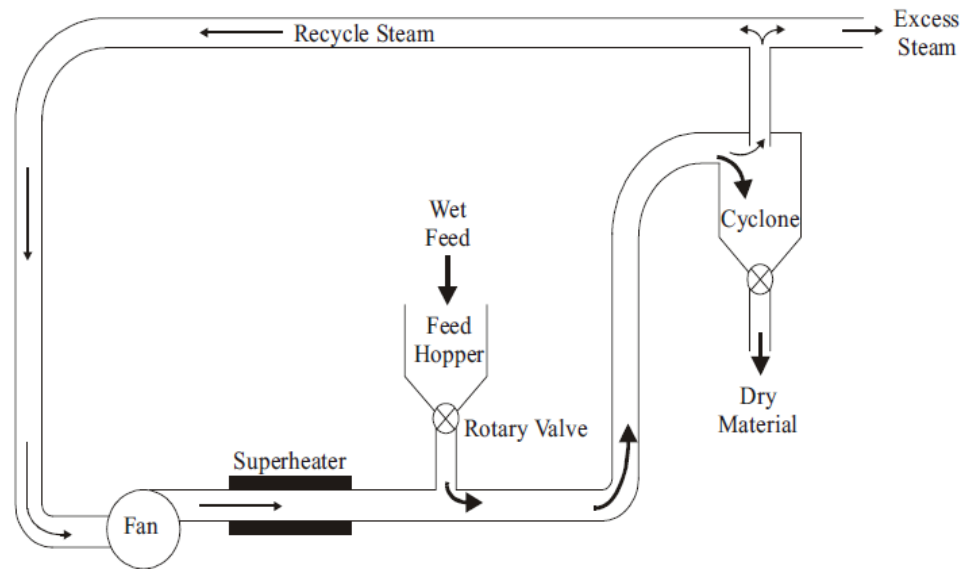 Excess
Steam
Recycle Steam
Wet
Feed
Cyclone
Feed
Hopper
Dry
Material
Rotary Valve
Superheater
Fan